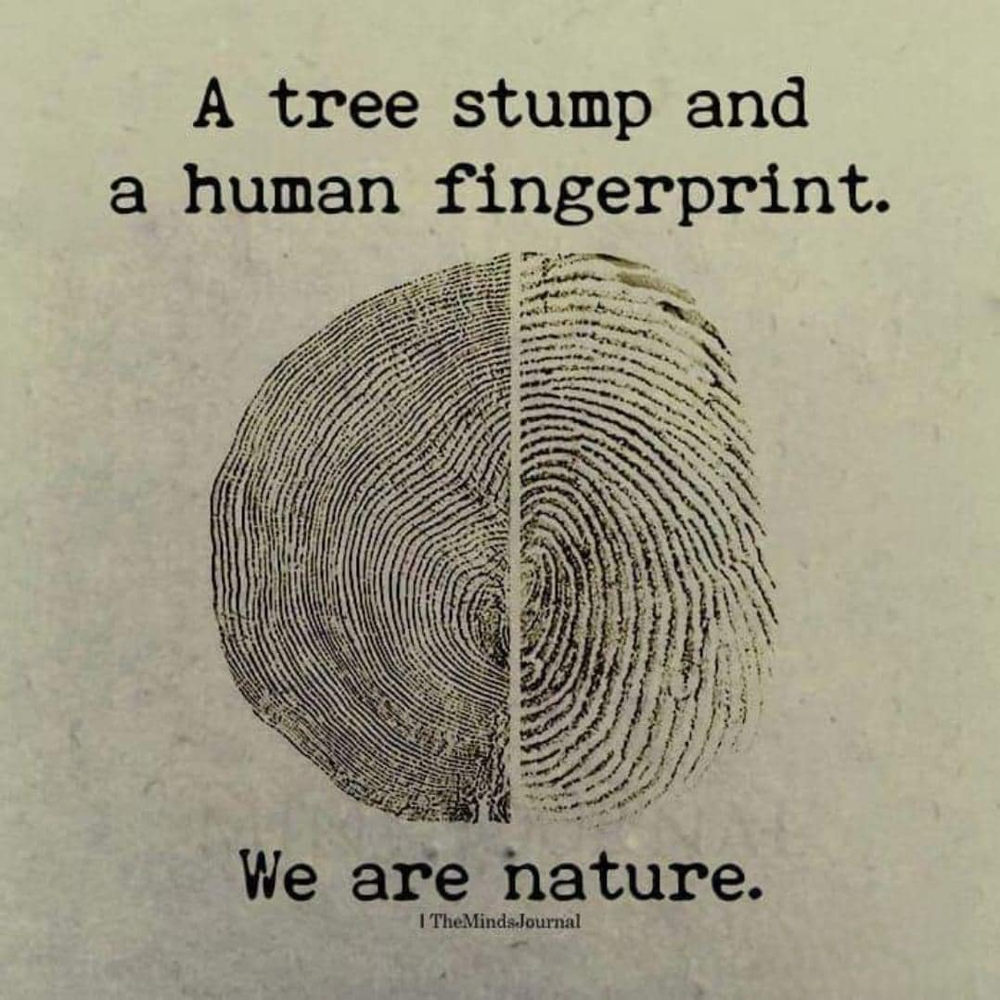 A tree stump and
a human fingerprint.
We are nature.
| TheMindsJournal